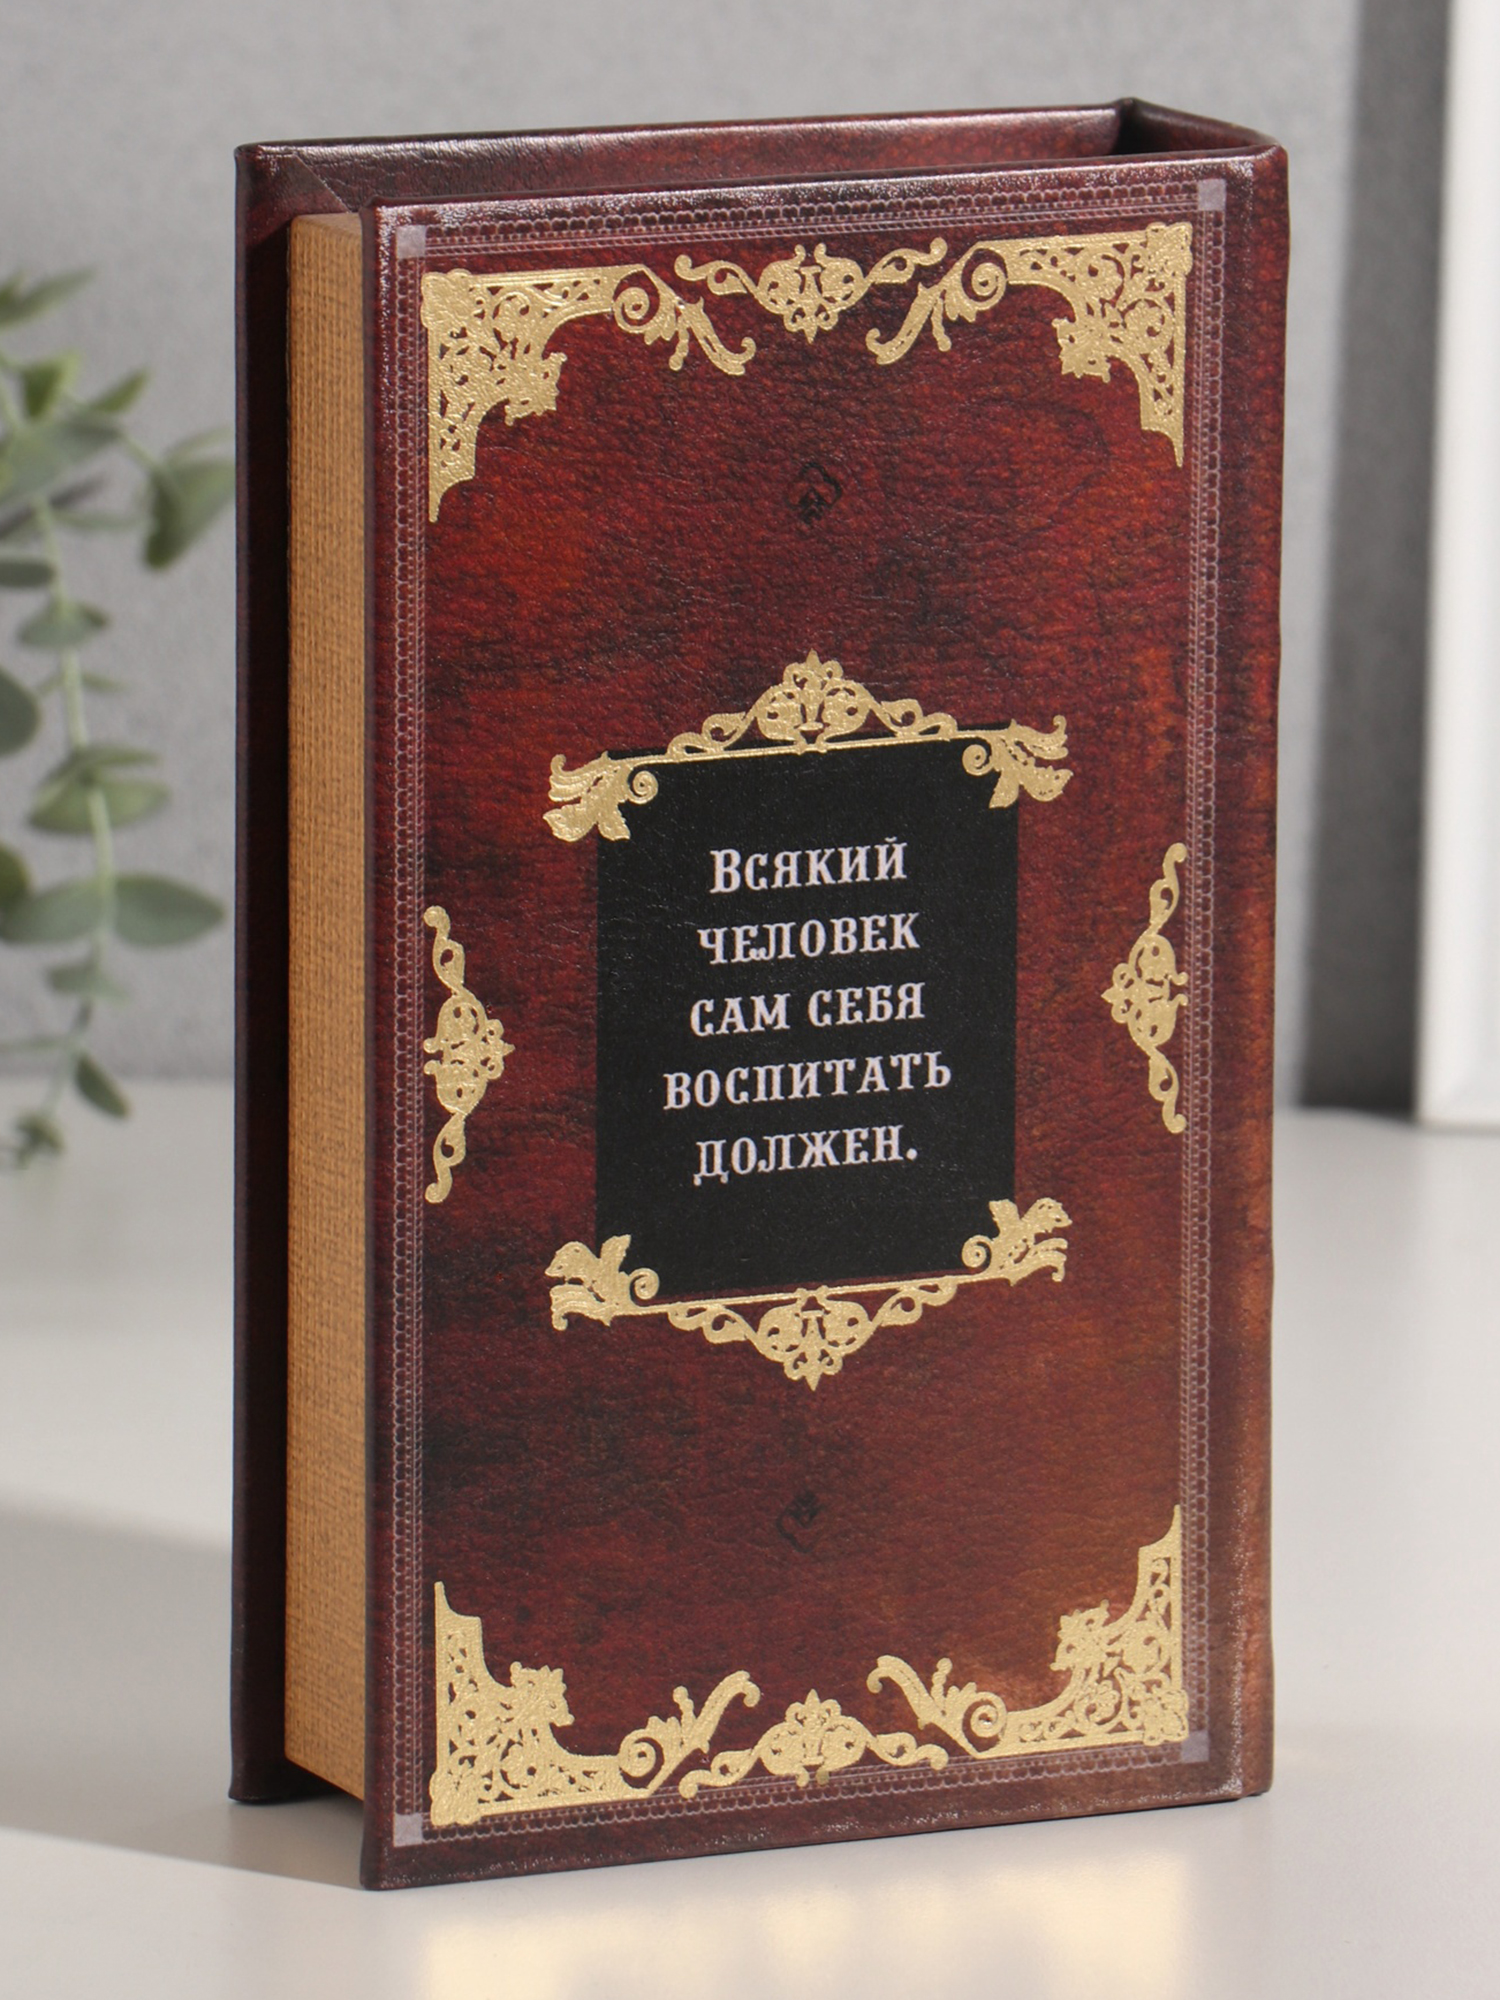 Всякий
человек
сам себя
воспитать
должен.